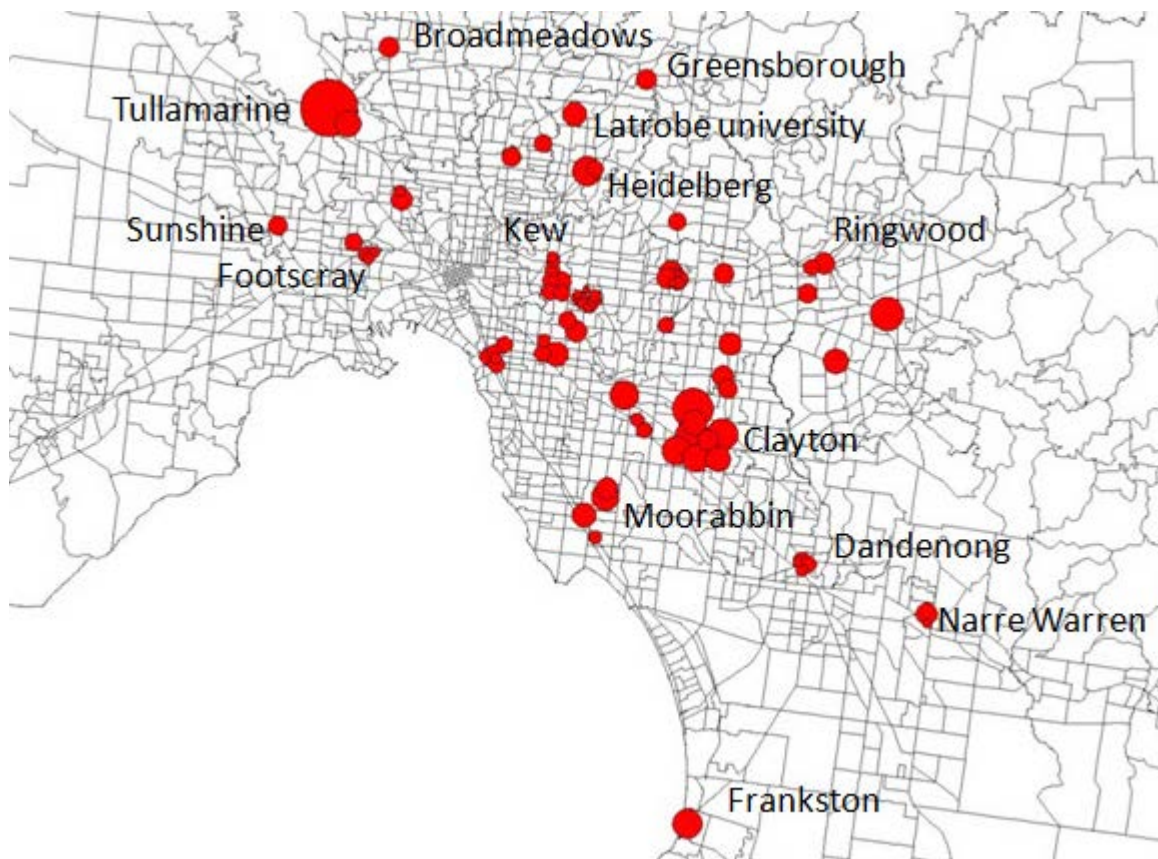 Broadmeadows
Greensborough
Tullamarine
Latrobe university
Heidelberg
Sunshine
Kew
Ringwood
Footscray
Clayton
Moorabbin
Dandenong
Narre Warren
Frankston